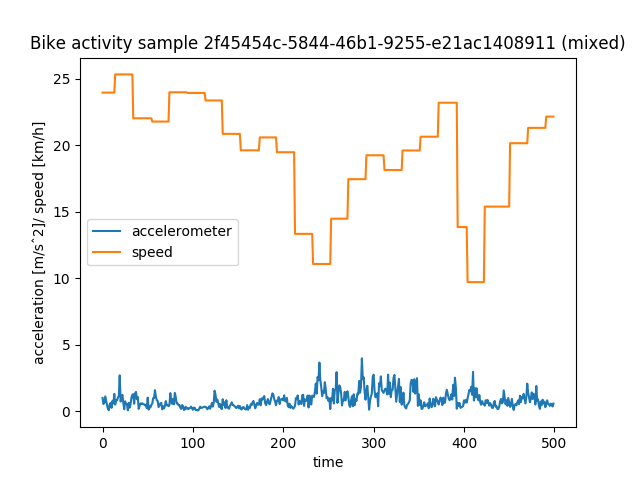 Bike activity sample 2f45454c-5844-46b1-9255-e21ac1408911 (mixed)
acceleration [m/s^2]/ speed [km/h]
25
20
15
10
5
0
accelerometer
speed
0 100 200 300 400 500
time